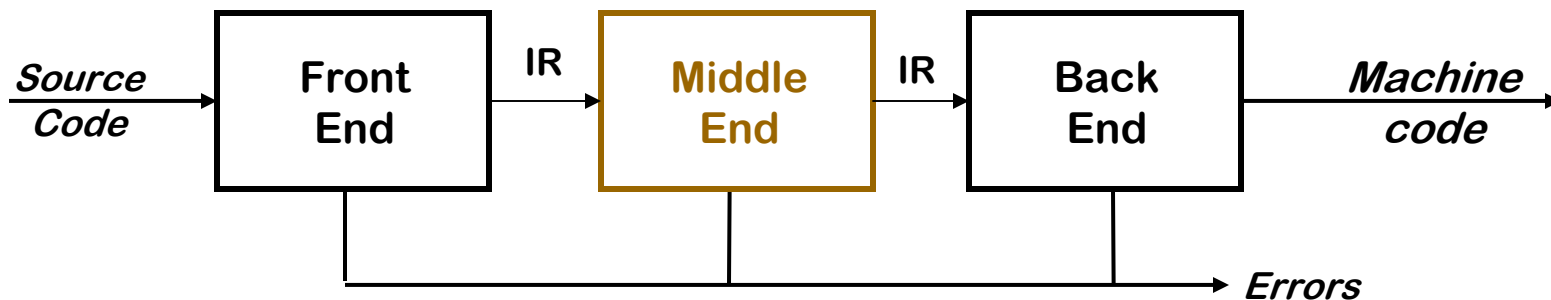 Source
Code
Front
End
IR
Middle
End
IR
Back
End
Machine
code
Errors